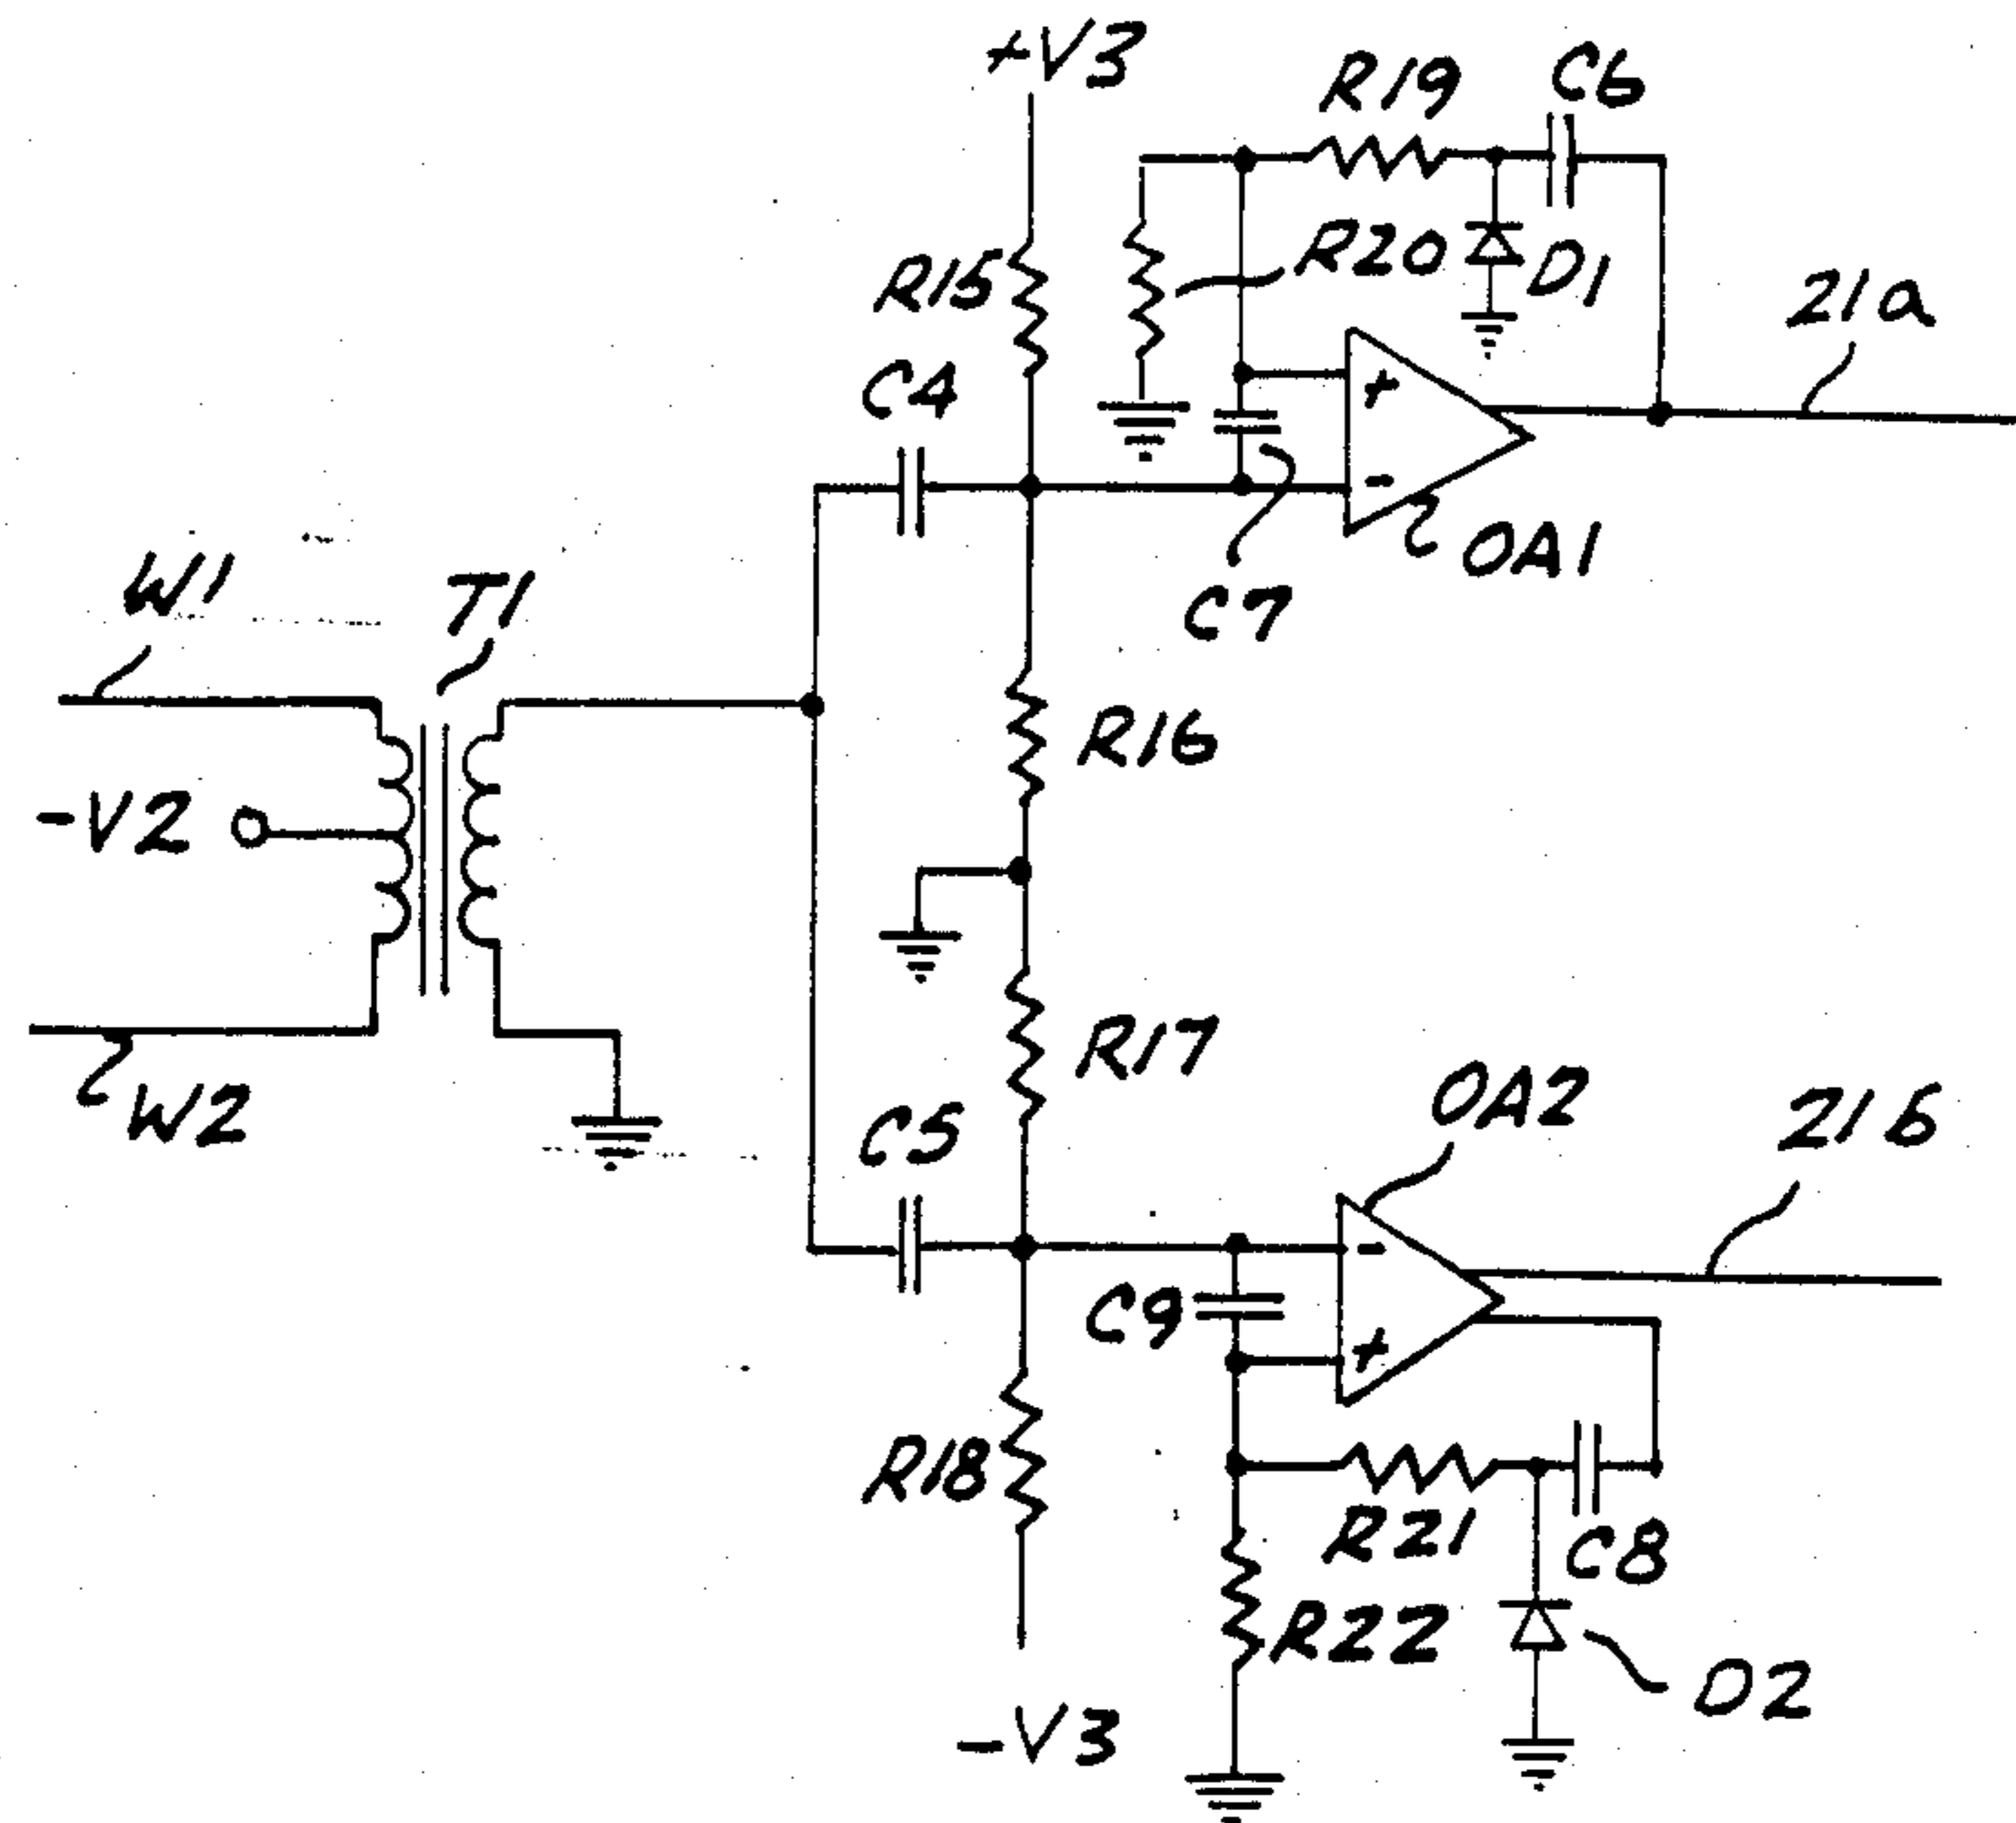 +V3
R19
C6
R15
R20
D1
21a
C4
+
-
OA1
C7
W1
T1
R16
-V2
R17
W2
C5
OA2
21b
-
C9
+
R18
R21
C8
R22
D2
-V3